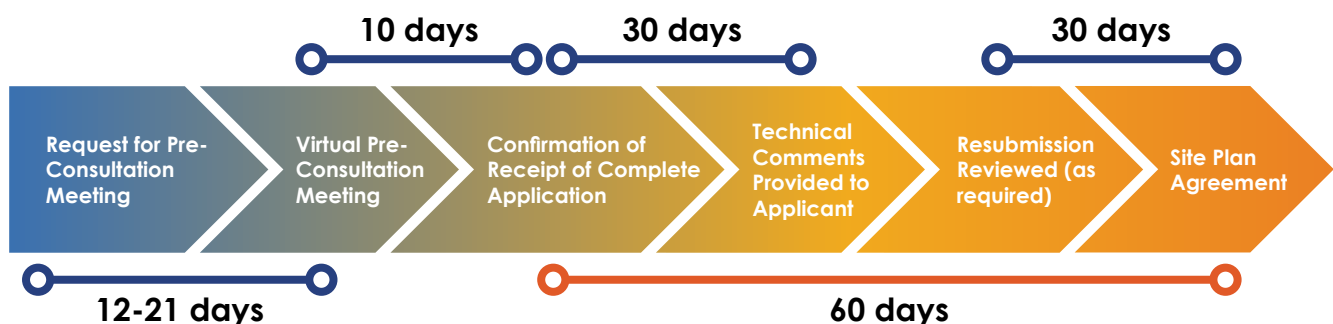 10 days
30 days
30 days
Request for Pre-
Consultation
Meeting
Virtual Pre-
Consultation
Meeting
Confirmation of
Receipt of Complete
Application
Technical
Comments
Provided to
Applicant
Resubmission
Reviewed (as
required)
Site Plan
Agreement
12-21 days
60 days